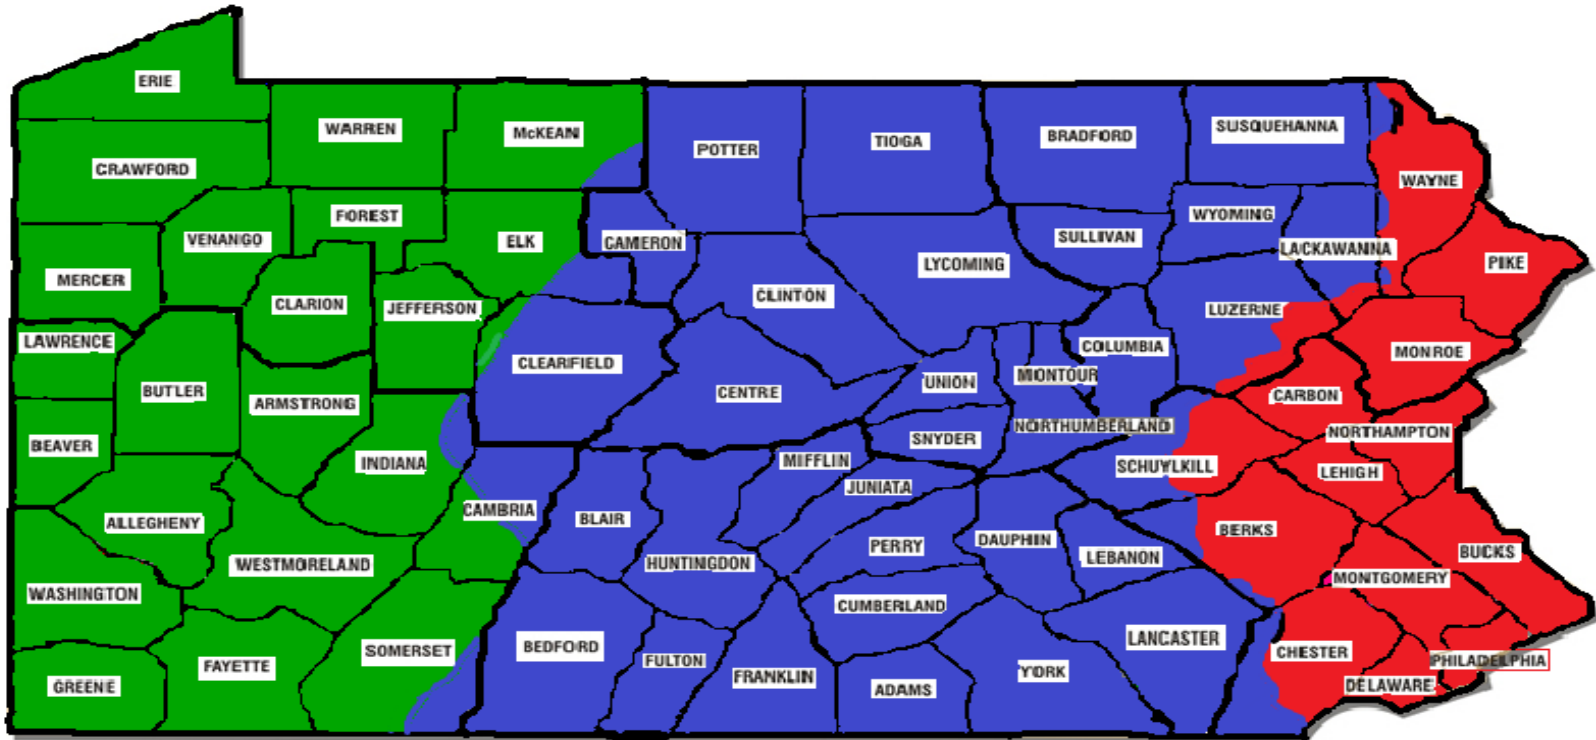 ERIE
WARREN
McKEAN
POTTER
TIOGA
BRADFORD
SUSQUEHANNA
CRAWFORD
WAYNE
FOREST
VENANGO
ELK
CAMERON
SULLIVAN
WYOMING
LACKAWANNA
MERCER
CLARION
JEFFERSON
CLINTON
LYCOMING
LUZERNE
PIKE
LAWRENCE
BUTLER
ARMSTRONG
CLEARFIELD
CENTRE
UNION
MONTOUR
COLUMBIA
MONROE
CARBON
BEAVER
INDIANA
SNYDER
NORTHUMBERLAND
NORTHAMPTON
MIFFLIN
SCHUYLKILL
LEHIGH
JUNIATA
ALLEGHENY
CAMBRIA
BLAIR
PERRY
DAUPHIN
LEBANON
BERKS
BUCKS
WESTMORELAND
HUNTINGDON
MONTGOMERY
WASHINGTON
CUMBERLAND
SOMERSET
BEDFORD
LANCASTER
CHESTER
PHILADELPHIA
FAYETTE
FULTON
FRANKLIN
YORK
GREENE
ADAMS
DELAWARE